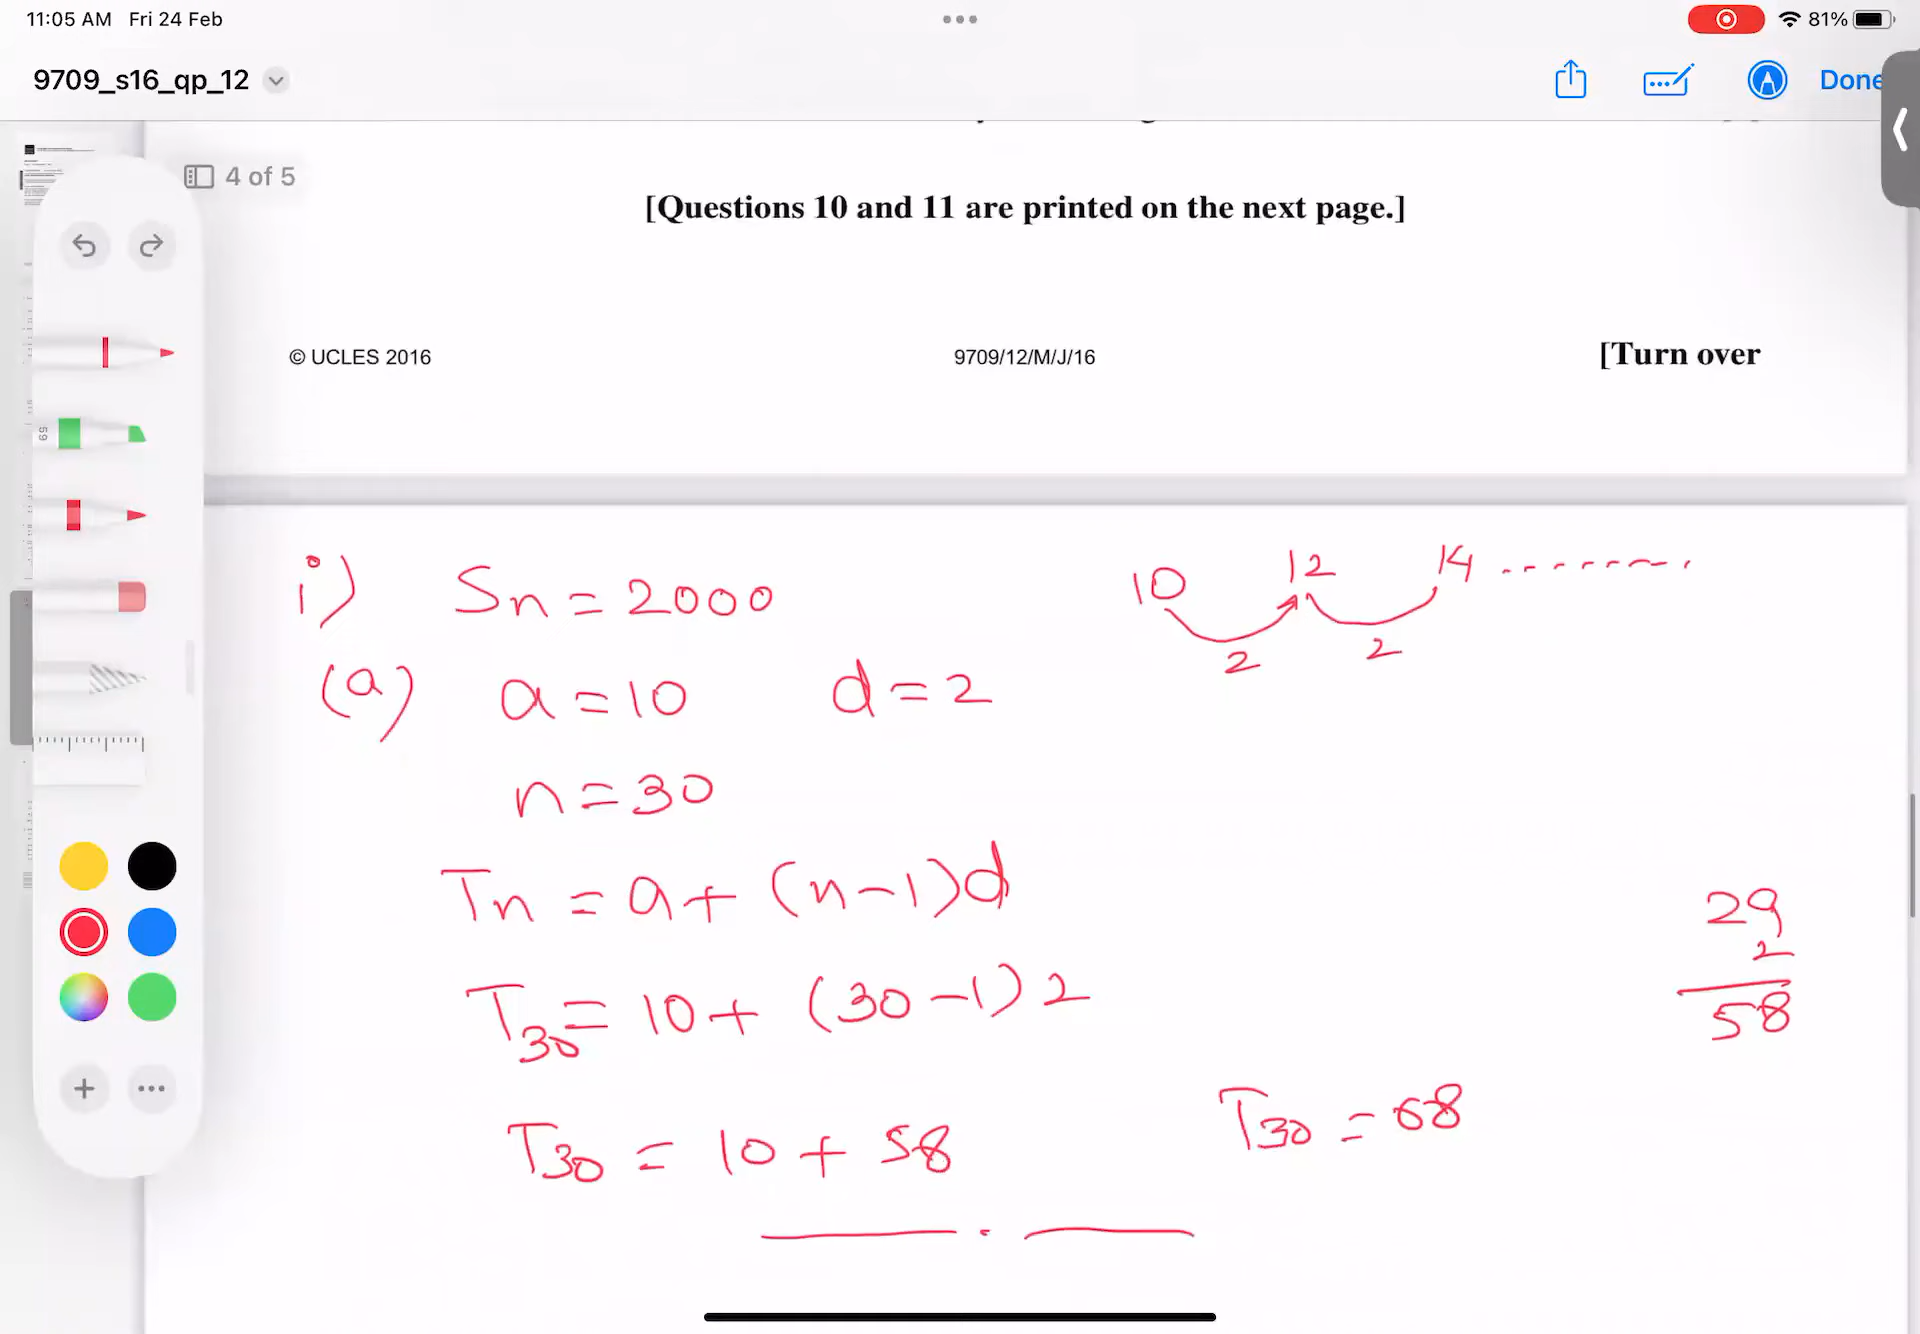 11:05 AM Fri 24 Feb
81%
9709_s16_qp_12
Done
4 of 5
[Questions 10 and 11 are printed on the next page.]
© UCLES 2016
9709/12/M/J/16
[Turn over
59
i) Sn = 2000
10 12 14 --------
2 2
(a) a = 10 d = 2
n = 30
Tn = a + (n-1)d
29
2
58
T30 = 10 + (30-1) 2
T30 = 10 + 58
T30 = 68